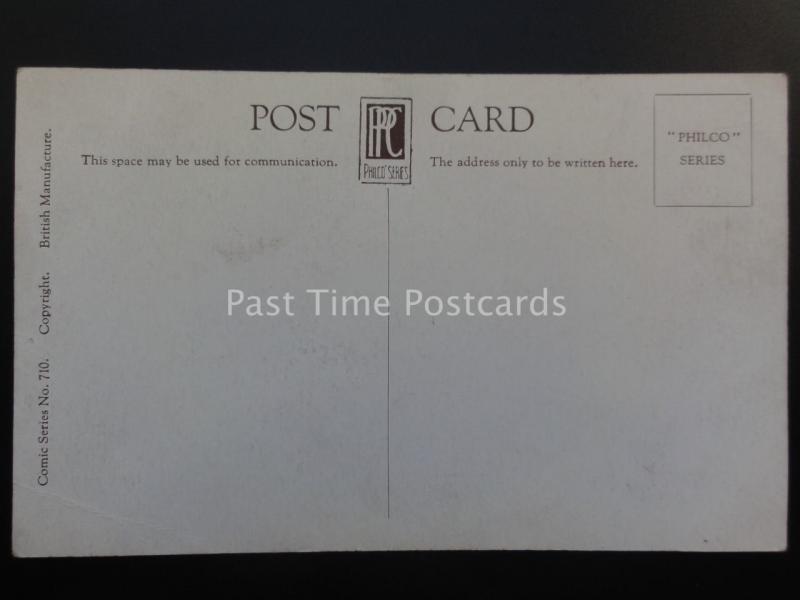 POST CARD
PPC
PHILCO SERIES
This space may be used for communication.
The address only to be written here.
"PHILCO"
SERIES
Comic Series No. 710. Copyright. British Manufacture.
Past Time Postcards